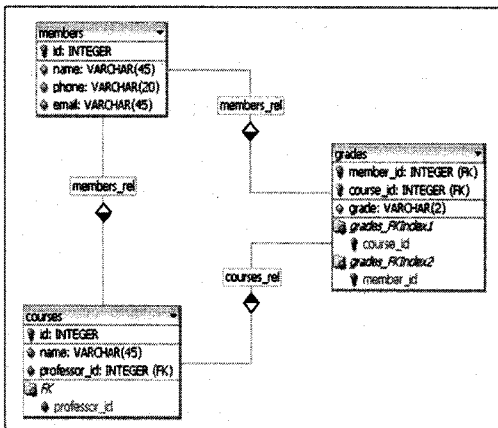 members
id: INTEGER
name: VARCHAR(45)
phone: VARCHAR(20)
email: VARCHAR(45)
members_rel
members_rel
grades
member_id: INTEGER (FK)
course_id: INTEGER (FK)
grade: VARCHAR(2)
grades_FKIndex1
course_id
grades_FKIndex2
member_id
courses_rel
courses
id: INTEGER
name: VARCHAR(45)
professor_id: INTEGER (FK)
FK
professor_id